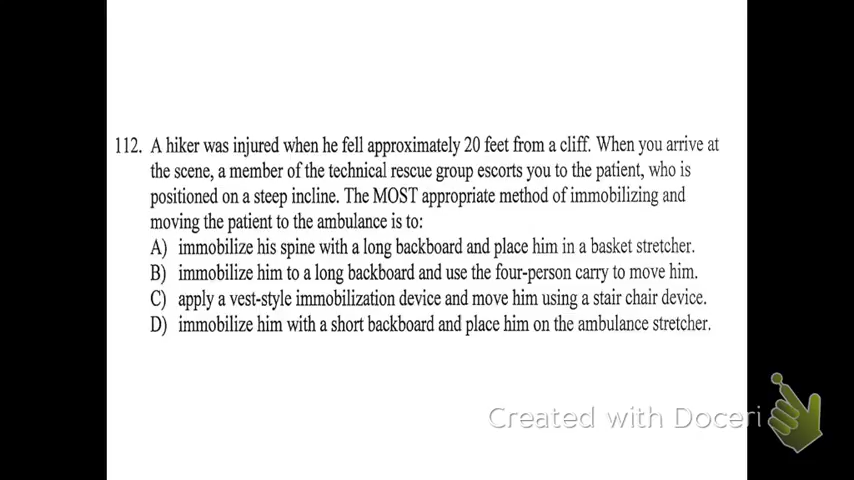 112. A hiker was injured when he fell approximately 20 feet from a cliff. When you arrive at
the scene, a member of the technical rescue group escorts you to the patient, who is
positioned on a steep incline. The MOST appropriate method of immobilizing and
moving the patient to the ambulance is to:
A) immobilize his spine with a long backboard and place him in a basket stretcher.
B) immobilize him to a long backboard and use the four-person carry to move him.
C) apply a vest-style immobilization device and move him using a stair chair device.
D) immobilize him with a short backboard and place him on the ambulance stretcher.
Created with Doceri